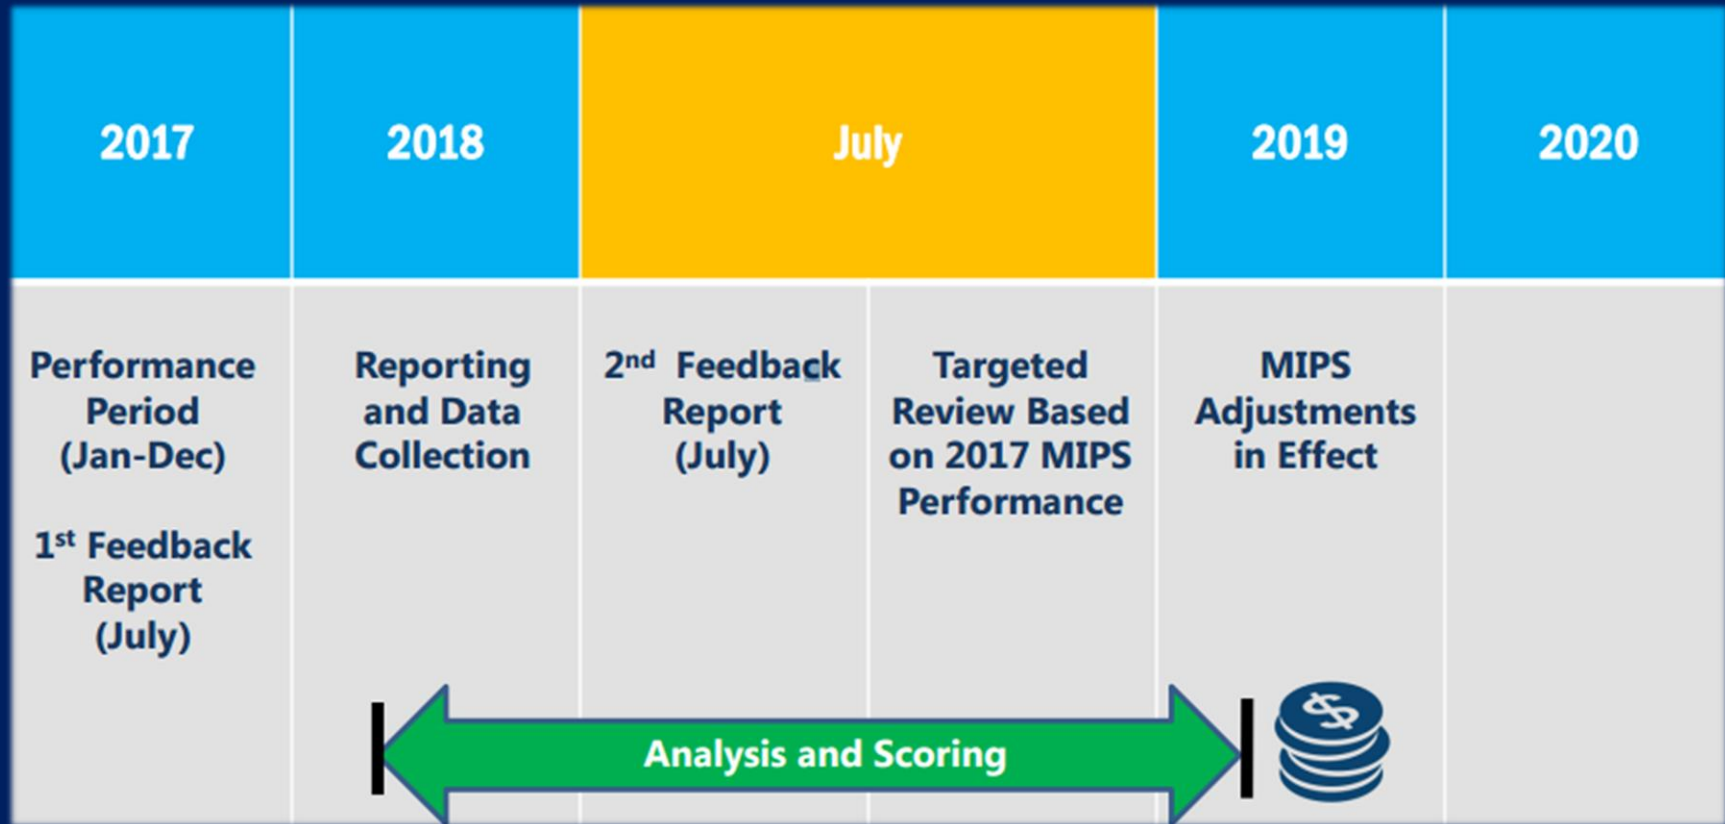 2017
2018
July
2019
2020
Performance
Period
(Jan-Dec)
1st Feedback
Report
(July)
Reporting
and Data
Collection
2nd Feedback
Report
(July)
Targeted
Review Based
on 2017 MIPS
Performance
MIPS
Adjustments
in Effect
Analysis and Scoring
$